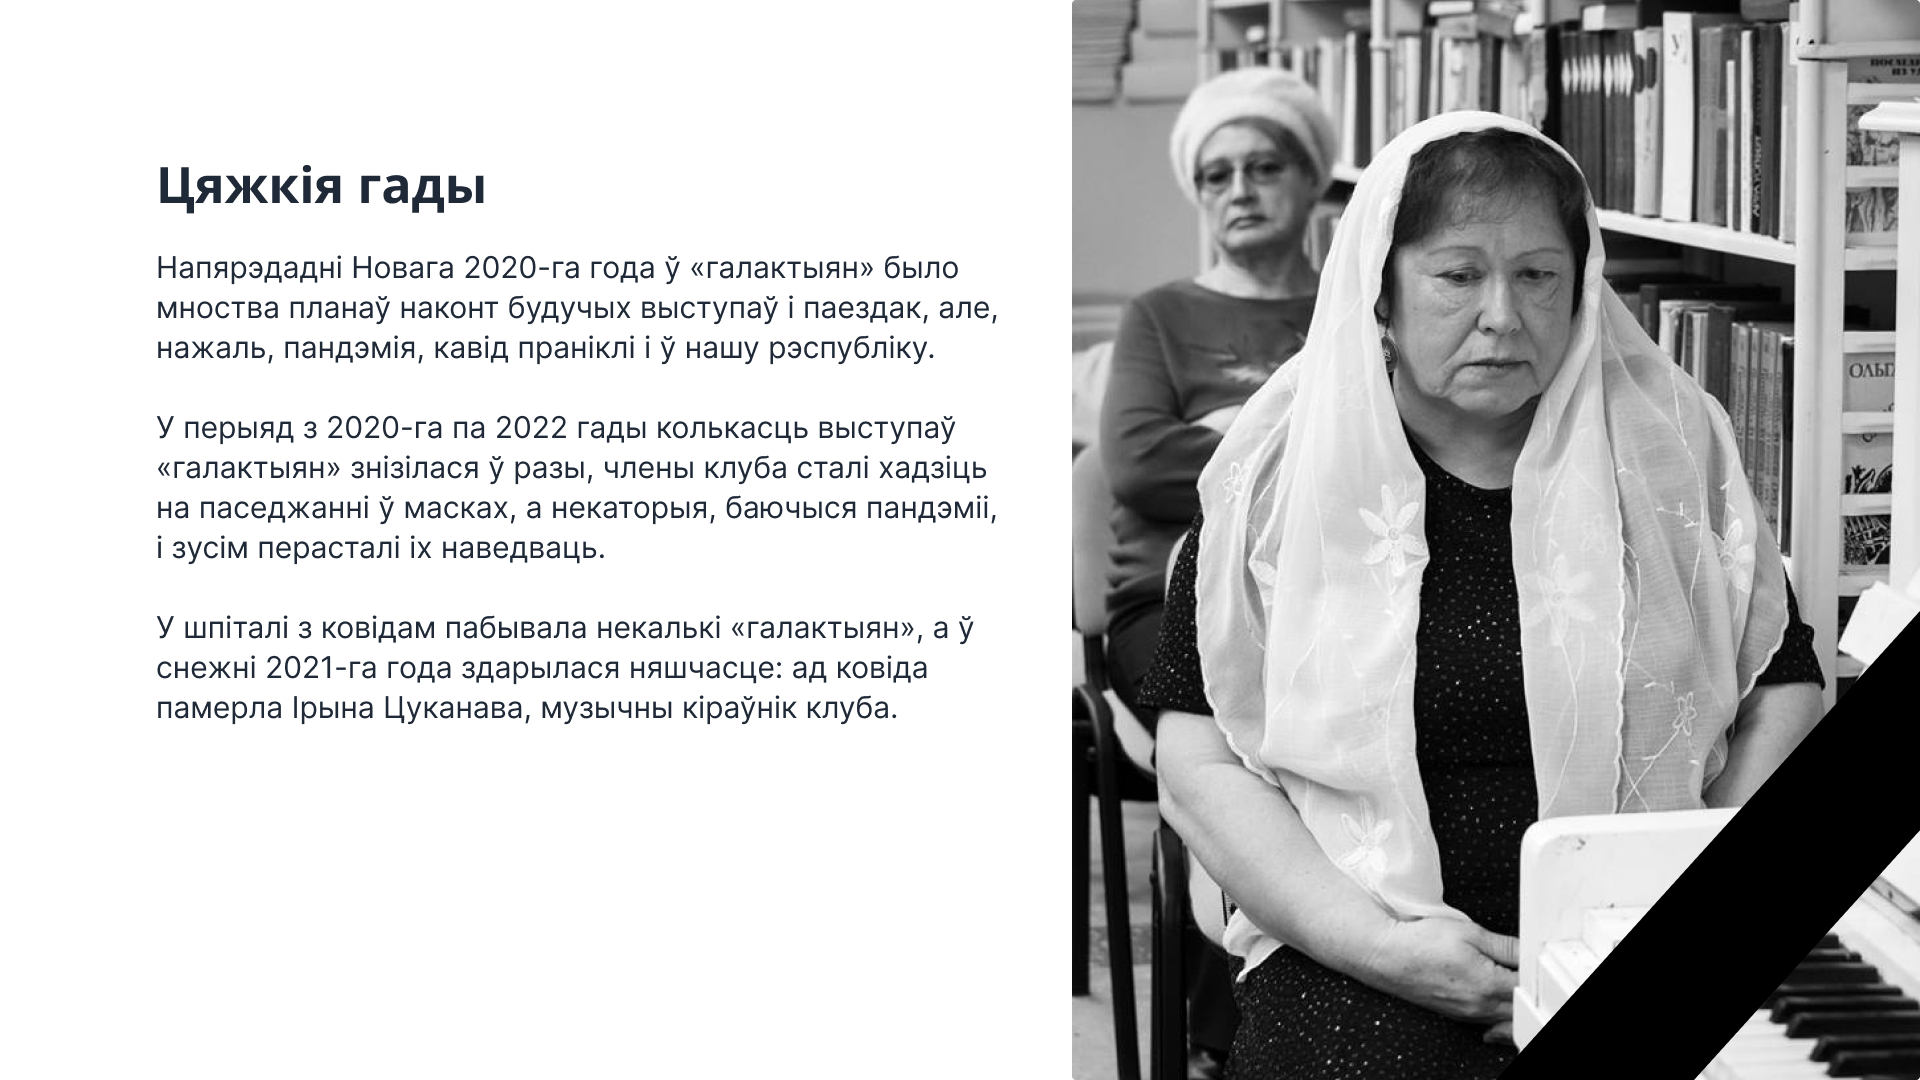 Цяжкія гады
Напярэдадні Новага 2020-га года ў «галактыян» было
мноства планаў наконт будучых выступаў і паездак, але,
нажаль, пандэмія, кавід праніклі і ў нашу рэспубліку.
У перыяд з 2020-га па 2022 гады колькасць выступаў
«галактыян» знізілася ў разы, члены клуба сталі хадзіць
на паседжанні ў масках, а некаторыя, баючыся пандэміі,
і зусім перасталі іх наведваць.
У шпіталі з ковідам пабывала некалькі «галактыян», а ў
снежні 2021-га года здарылася няшчасце: ад ковіда
памерла Ірына Цуканава, музычны кіраўнік клуба.